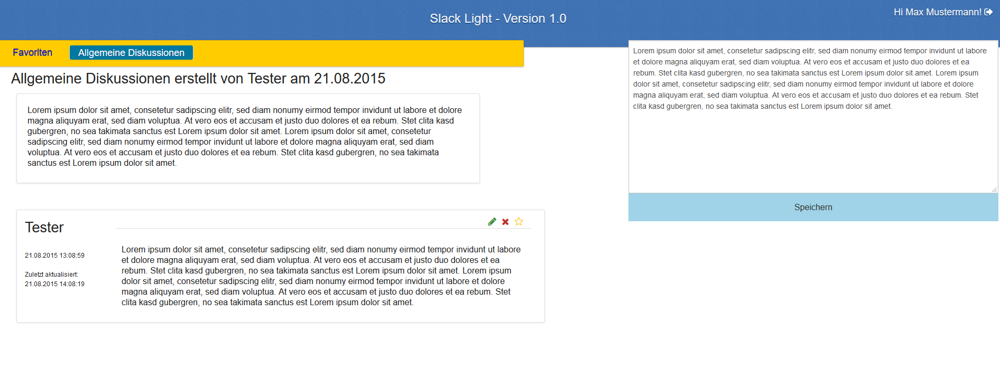 Slack Light - Version 1.0
Hi Max Mustermann!
Favoriten
Allgemeine Diskussionen
Allgemeine Diskussionen erstellt von Tester am 21.08.2015
Lorem ipsum dolor sit amet, consetetur sadipscing elitr, sed diam nonumy eirmod tempor invidunt ut labore et dolore
magna aliquyam erat, sed diam voluptua. At vero eos et accusam et justo duo dolores et ea rebum. Stet clita kasd
gubergren, no sea takimata sanctus est Lorem ipsum dolor sit amet. Lorem ipsum dolor sit amet, consetetur
sadipscing elitr, sed diam nonumy eirmod tempor invidunt ut labore et dolore magna aliquyam erat, sed diam
voluptua. At vero eos et accusam et justo duo dolores et ea rebum. Stet clita kasd gubergren, no sea takimata
sanctus est Lorem ipsum dolor sit amet.
Tester
21.08.2015 13:08:59
Zuletzt aktualisiert:
21.08.2015 14:08:19
Lorem ipsum dolor sit amet, consetetur sadipscing elitr, sed diam nonumy eirmod tempor invidunt ut labore
et dolore magna aliquyam erat, sed diam voluptua. At vero eos et accusam et justo duo dolores et ea
rebum. Stet clita kasd gubergren, no sea takimata sanctus est Lorem ipsum dolor sit amet. Lorem ipsum
dolor sit amet, consetetur sadipscing elitr, sed diam nonumy eirmod tempor invidunt ut labore et dolore
magna aliquyam erat, sed diam voluptua. At vero eos et accusam et justo duo dolores et ea rebum. Stet
clita kasd gubergren, no sea takimata sanctus est Lorem ipsum dolor sit amet.
Lorem ipsum dolor sit amet, consetetur sadipscing elitr, sed diam nonumy eirmod tempor invidunt ut labore
et dolore magna aliquyam erat, sed diam voluptua. At vero eos et accusam et justo duo dolores et ea
rebum. Stet clita kasd gubergren, no sea takimata sanctus est Lorem ipsum dolor sit amet. Lorem ipsum
dolor sit amet, consetetur sadipscing elitr, sed diam nonumy eirmod tempor invidunt ut labore et dolore
magna aliquyam erat, sed diam voluptua. At vero eos et accusam et justo duo dolores et ea rebum. Stet
clita kasd gubergren, no sea takimata sanctus est Lorem ipsum dolor sit amet.
Speichern